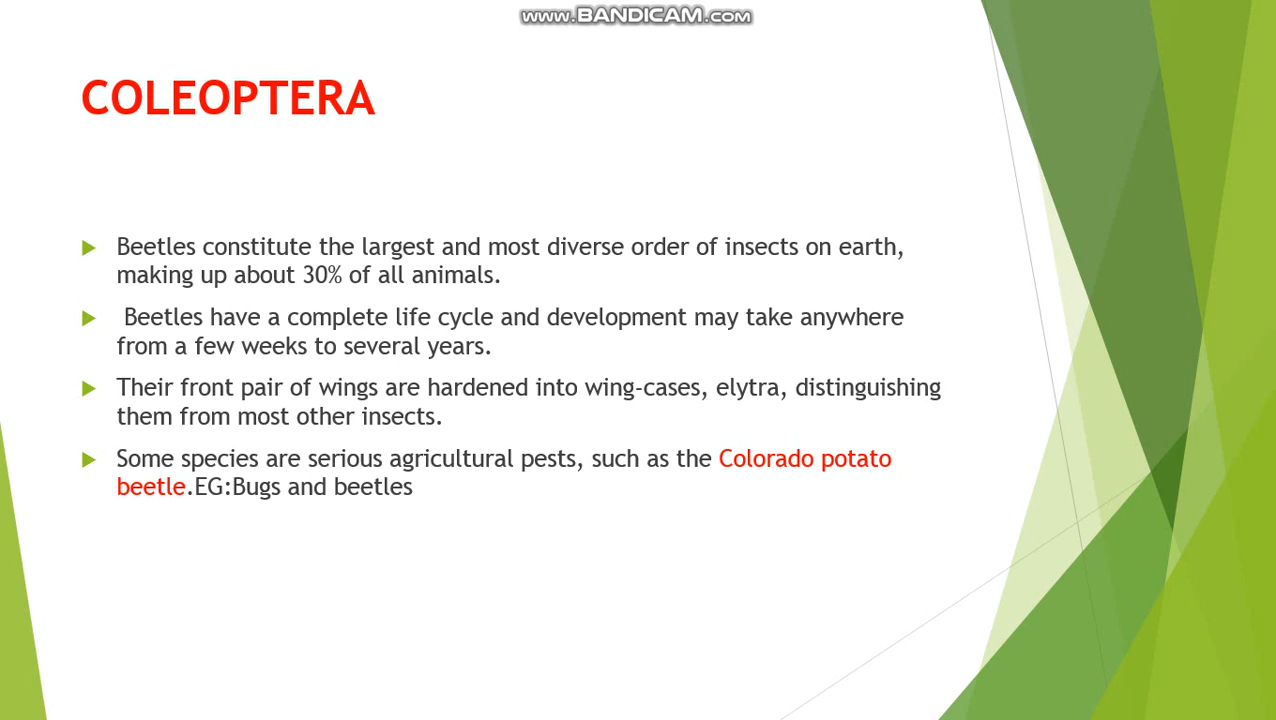 www.BANDICAM.com
COLEOPTERA
Beetles constitute the largest and most diverse order of insects on earth,
making up about 30% of all animals.
Beetles have a complete life cycle and development may take anywhere
from a few weeks to several years.
Their front pair of wings are hardened into wing-cases, elytra, distinguishing
them from most other insects.
Some species are serious agricultural pests, such as the Colorado potato
beetle.EG:Bugs and beetles